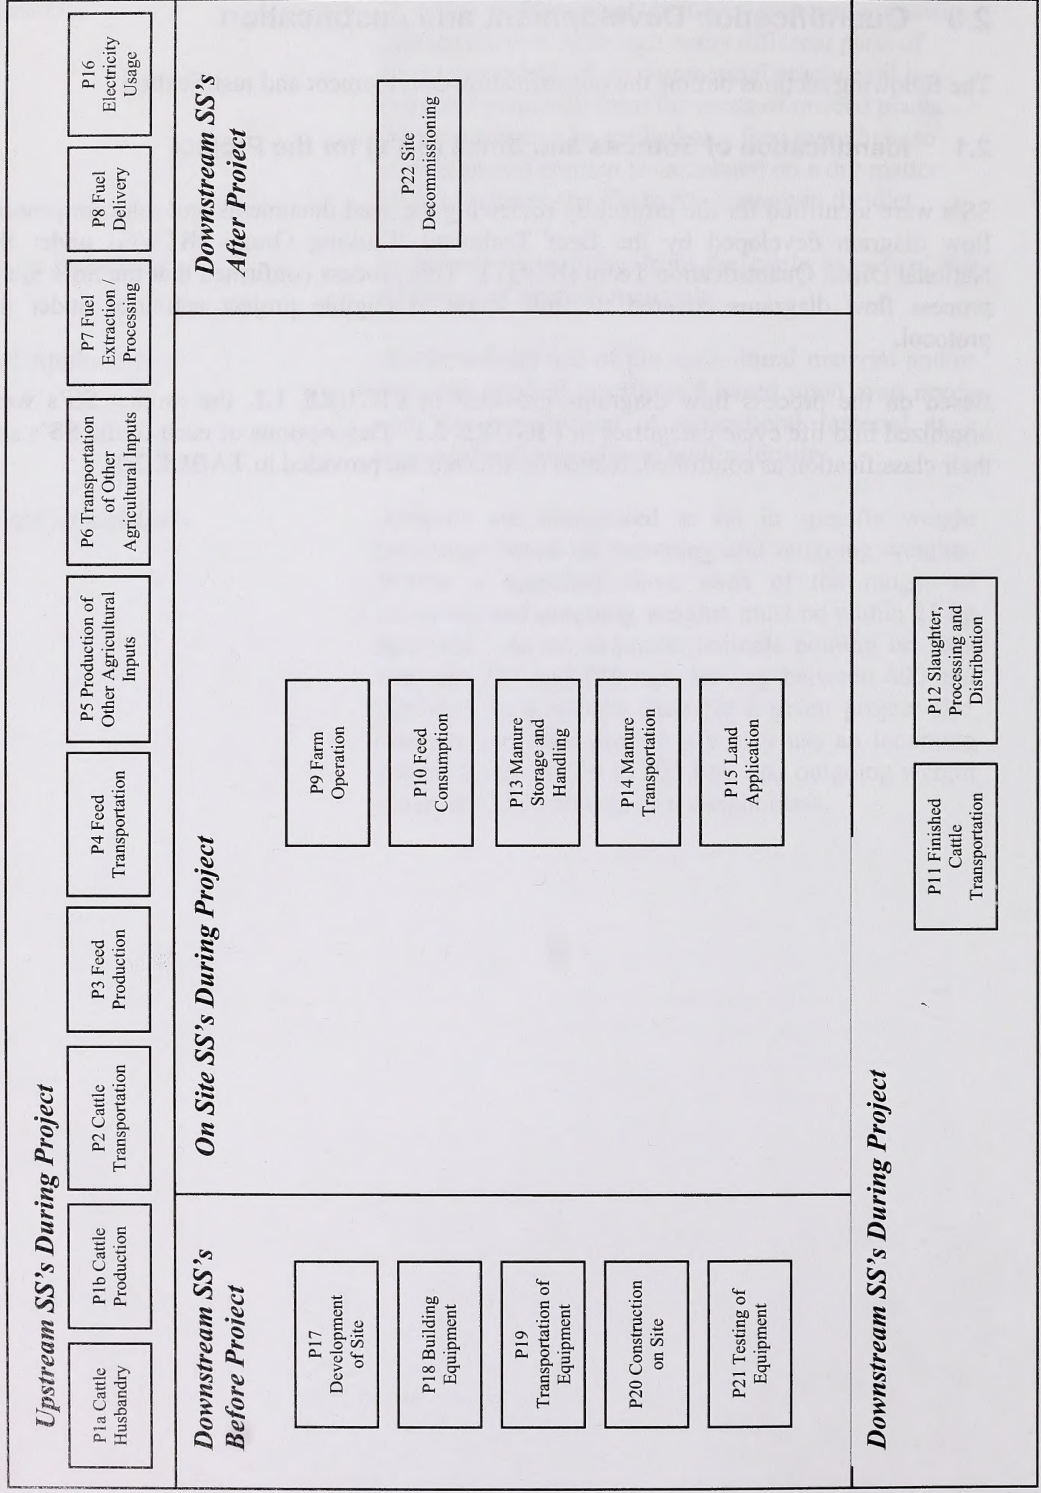 Upstream SS's During Project
P1a Cattle
Husbandry
P1b Cattle
Production
P2 Cattle
Transportation
P3 Feed
Production
P4 Feed
Transportation
P5 Production of
Other Agricultural
Inputs
P6 Transportation
of Other
Agricultural Inputs
P7 Fuel
Extraction /
Processing
P8 Fuel
Delivery
P16
Electricity
Usage
Downstream SS's
Before Project
P17
Development
of Site
P18 Building
Equipment
P19
Transportation of
Equipment
P20 Construction
on Site
P21 Testing of
Equipment
On Site SS's During Project
P9 Farm
Operation
P10 Feed
Consumption
P13 Manure
Storage and
Handling
P14 Manure
Transportation
P15 Land
Application
Downstream SS's
After Project
P22 Site
Decommissioning
Downstream SS's During Project
P11 Finished
Cattle
Transportation
P12 Slaughter,
Processing and
Distribution